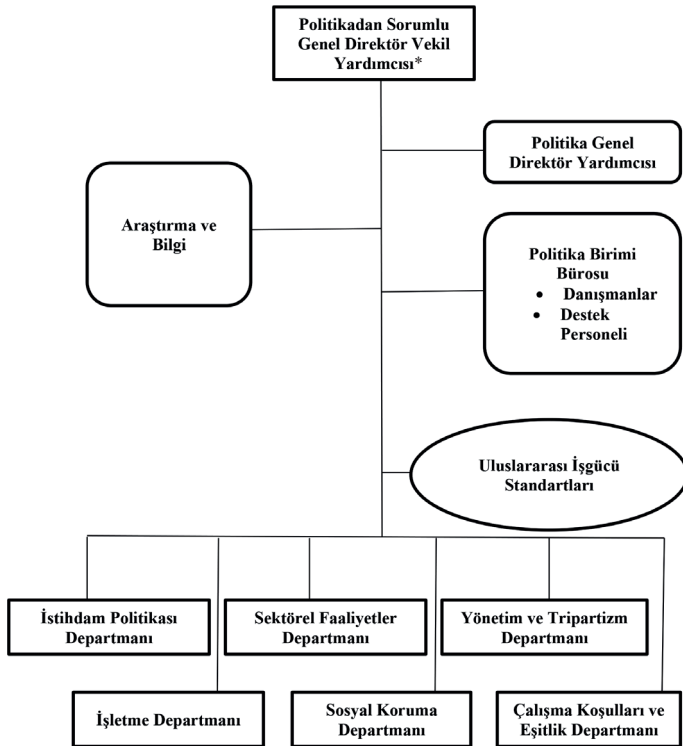 Politikadan Sorumlu
Genel Direktör Vekil
Yardımcısı*
Politika Genel
Direktör Yardımcısı
Araştırma ve
Bilgi
Politika Birimi
Bürosu
• Danışmanlar
• Destek
Personeli
Uluslararası İşgücü
Standartları
İstihdam Politikası
Departmanı
Sektörel Faaliyetler
Departmanı
Yönetim ve Tripartizm
Departmanı
İşletme Departmanı
Sosyal Koruma
Departmanı
Çalışma Koşulları ve
Eşitlik Departmanı